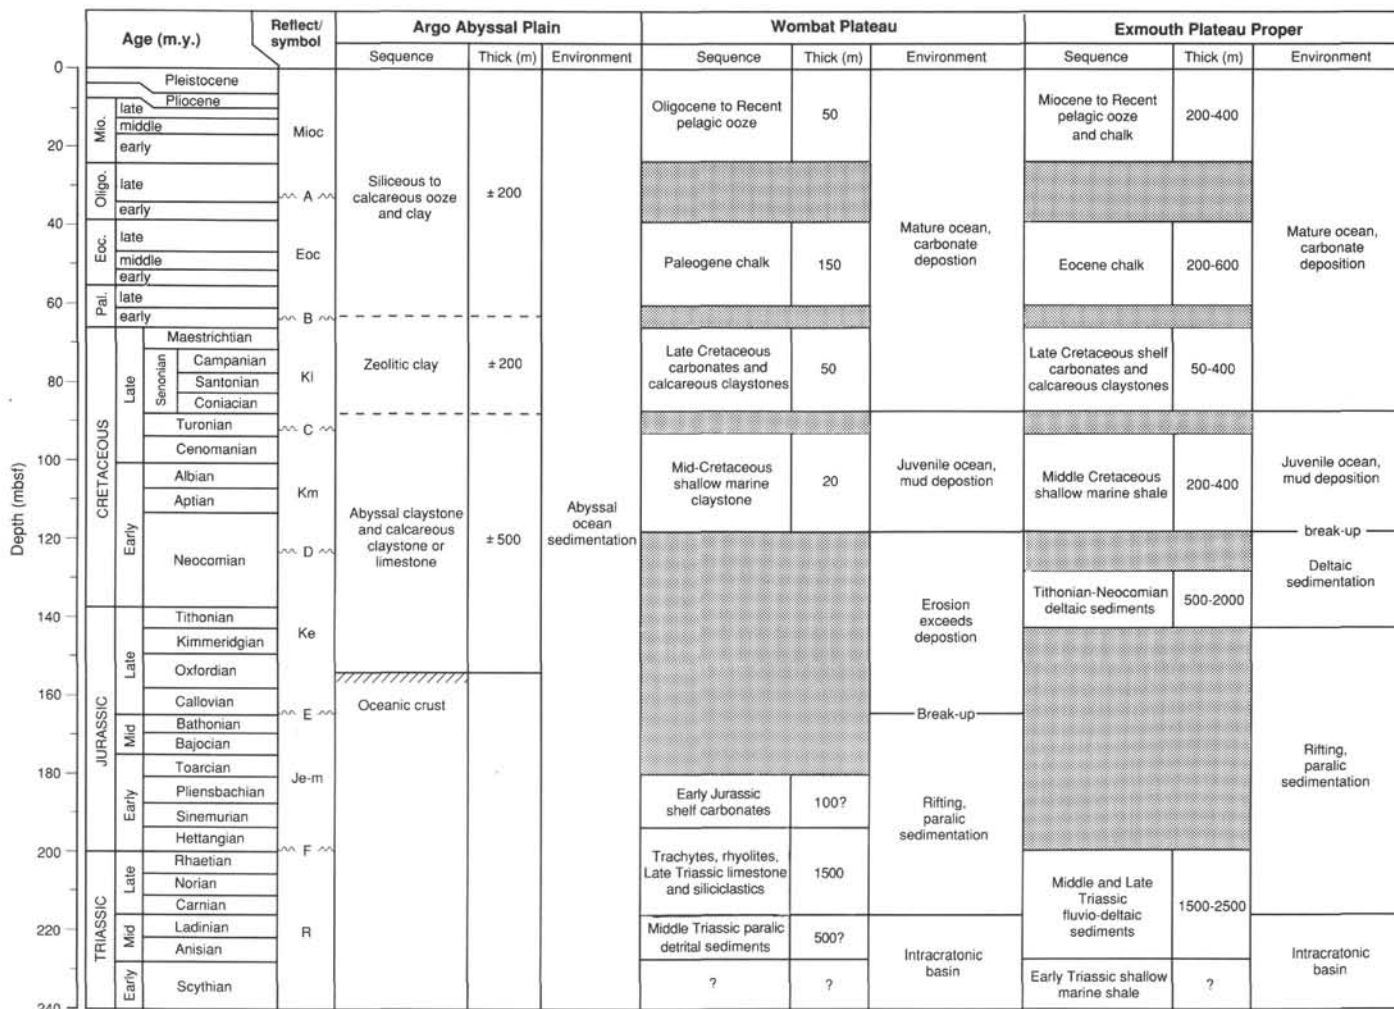 Age (m.y.)
Reflect/
symbol
Argo Abyssal Plain
Wombat Plateau
Exmouth Plateau Proper
Sequence
Thick (m)
Environment
Sequence
Thick (m)
Environment
Sequence
Thick (m)
Environment
Depth (mbsf)
0
20
40
60
80
100
120
140
160
180
200
220
240
Mio.
Oligo.
Eoc.
Pal.
CRETACEOUS
JURASSIC
TRIASSIC
Pleistocene
Pliocene
late
middle
early
late
early
late
middle
early
late
early
Late
Early
Late
Mid
Early
Late
Mid
Early
Senonian
Maestrichtian
Campanian
Santonian
Coniacian
Turonian
Cenomanian
Albian
Aptian
Neocomian
Tithonian
Kimmeridgian
Oxfordian
Callovian
Bathonian
Bajocian
Toarcian
Pliensbachian
Sinemurian
Hettangian
Rhaetian
Norian
Carnian
Ladinian
Anisian
Scythian
Mioc
A
Eoc
B
Kl
C
Km
D
Ke
E
Je-m
F
R
Siliceous to
calcareous ooze
and clay
± 200
Zeolitic clay
± 200
Abyssal claystone
and calcareous
claystone or
limestone
± 500
Oceanic crust
Abyssal
ocean
sedimentation
Oligocene to Recent
pelagic ooze
50
Paleogene chalk
150
Late Cretaceous
carbonates and
calcareous claystones
50
Mid-Cretaceous
shallow marine
claystone
20
Early Jurassic
shelf carbonates
100?
Trachytes, rhyolites,
Late Triassic limestone
and siliciclastics
1500
Middle Triassic paralic
detrital sediments
500?
?
?
Mature ocean,
carbonate
depostion
Juvenile ocean,
mud depostion
Erosion
exceeds
depostion
Break-up
Rifting,
paralic
sedimentation
Intracratonic
basin
Miocene to Recent
pelagic ooze
and chalk
200-400
Eocene chalk
200-600
Late Cretaceous shelf
carbonates and
calcareous claystones
50-400
Middle Cretaceous
shallow marine shale
200-400
Tithonian-Neocomian
deltaic sediments
500-2000
Middle and Late
Triassic
fluvio-deltaic
sediments
1500-2500
Early Triassic shallow
marine shale
?
Mature ocean,
carbonate
deposition
Juvenile ocean,
mud deposition
break-up
Deltaic
sedimentation
Rifting,
paralic
sedimentation
Intracratonic
basin